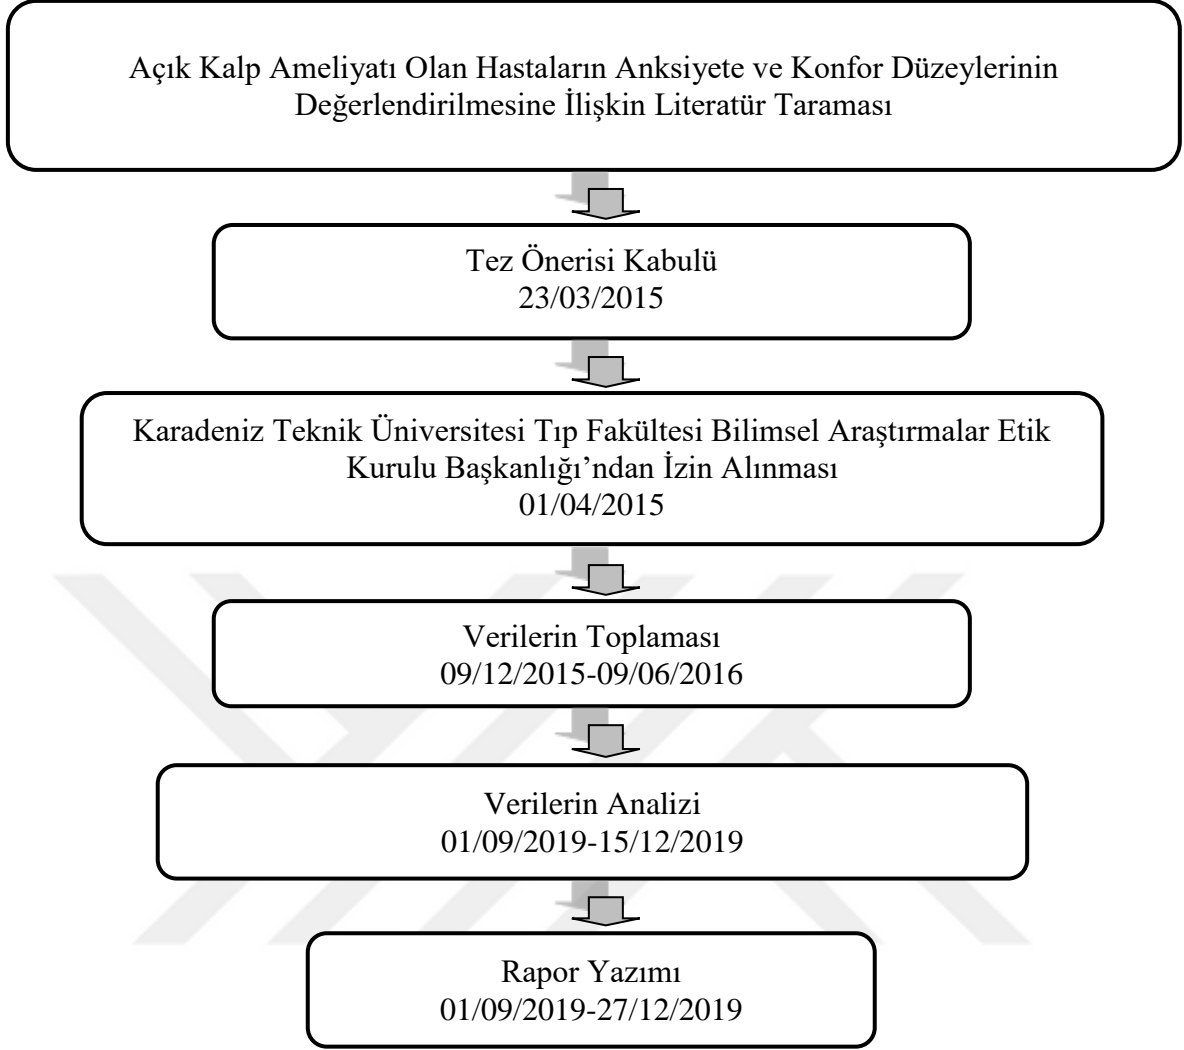 Açık Kalp Ameliyatı Olan Hastaların Anksiyete ve Konfor Düzeylerinin
Değerlendirilmesine İlişkin Literatür Taraması
Tez Önerisi Kabulü
23/03/2015
Karadeniz Teknik Üniversitesi Tıp Fakültesi Bilimsel Araştırmalar Etik
Kurulu Başkanlığı’ndan İzin Alınması
01/04/2015
Verilerin Toplaması
09/12/2015-09/06/2016
Verilerin Analizi
01/09/2019-15/12/2019
Rapor Yazımı
01/09/2019-27/12/2019